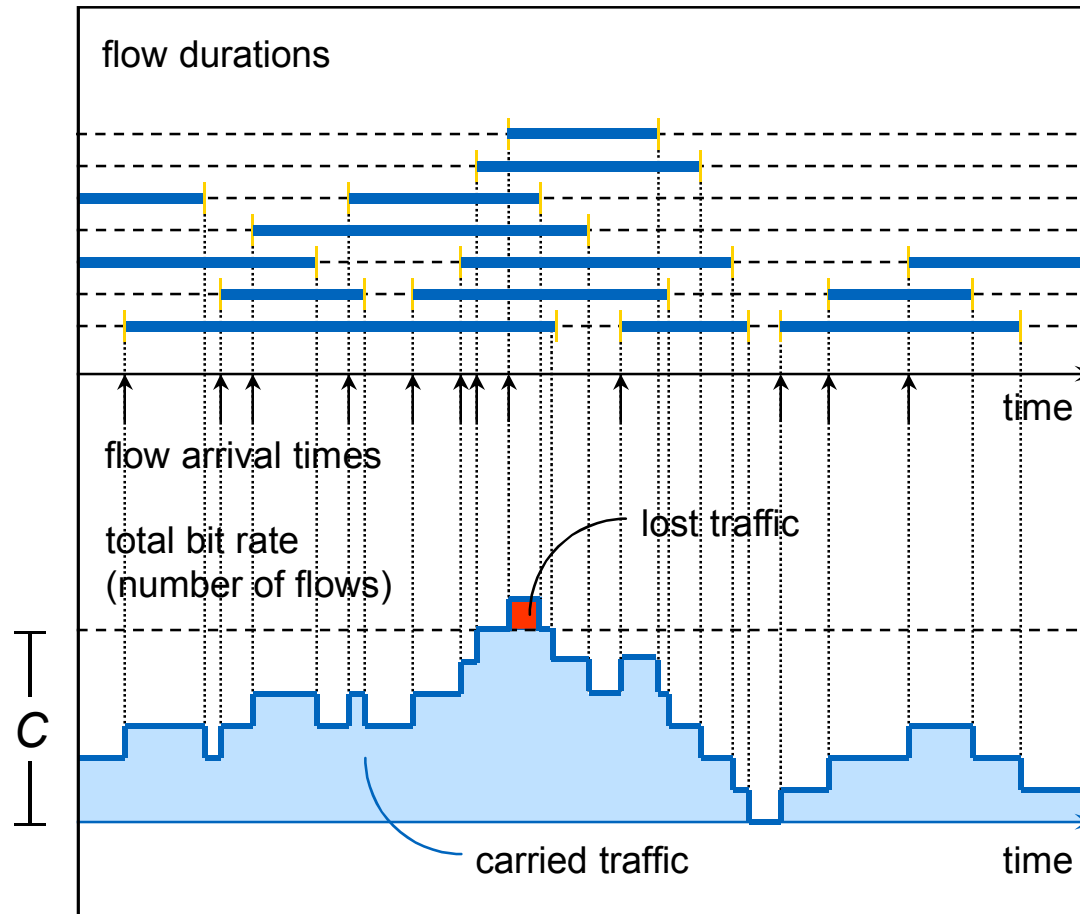 flow durations
time
flow arrival times
lost traffic
total bit rate
(number of flows)
C
carried traffic
time